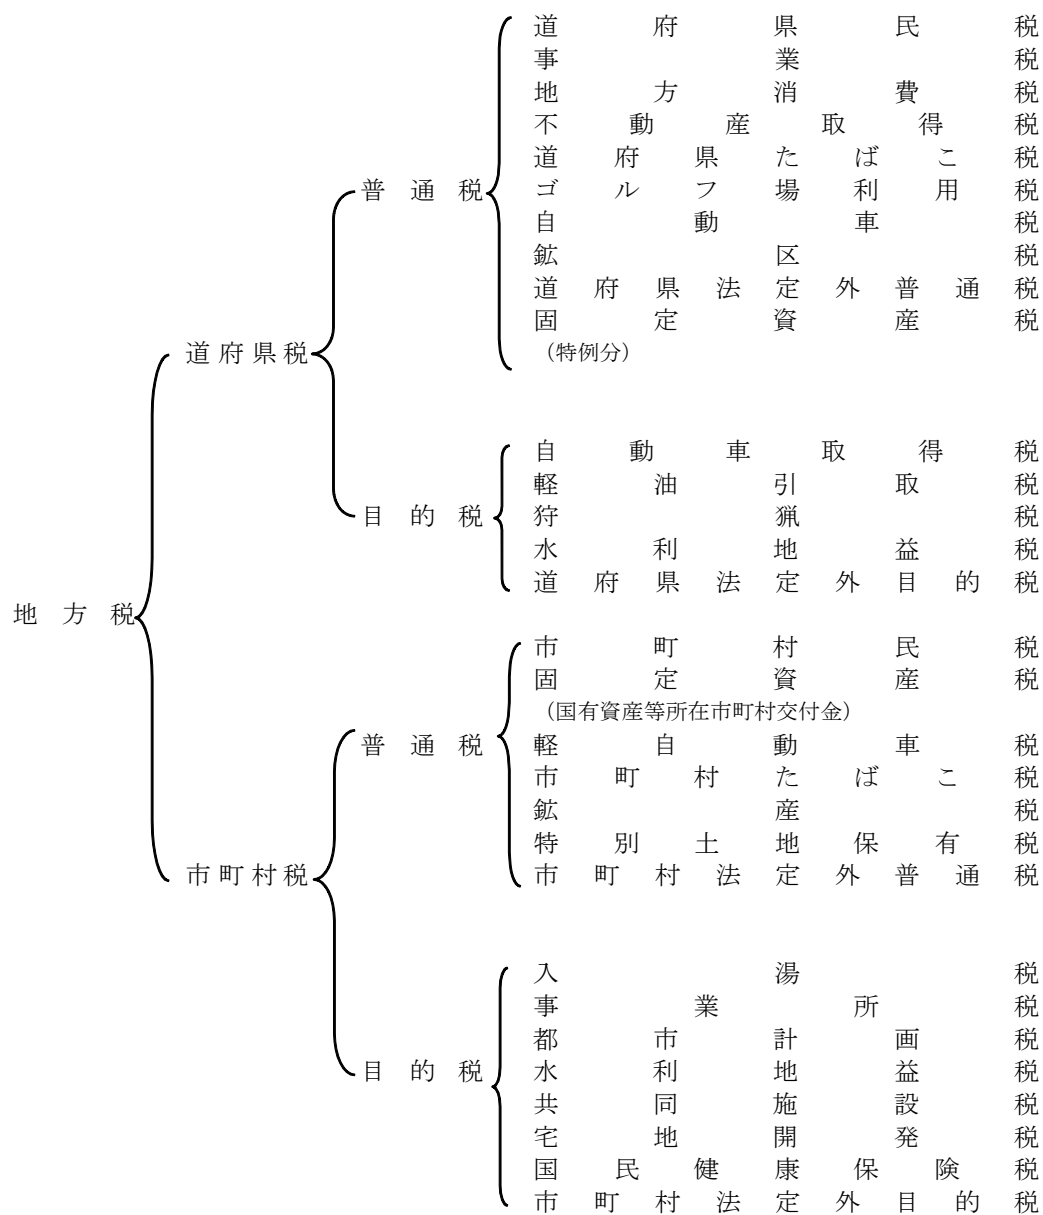 道府県民税
事業税
地方消費税
不動産取得税
道府県たばこ税
普通税
ゴルフ場利用税
自動車税
鉱区税
道府県法定外普通税
固定資産税
道府県税
（特例分）
自動車取得税
軽油引取税
目的税
狩猟税
水利地益税
道府県法定外目的税
地方税
市町村民税
固定資産税
（国有資産等所在市町村交付金）
普通税
軽自動車税
市町村たばこ税
鉱産税
特別土地保有税
市町村税
市町村法定外普通税
入湯税
事業所税
都市計画税
目的税
水利地益税
共同施設税
宅地開発税
国民健康保険税
市町村法定外目的税